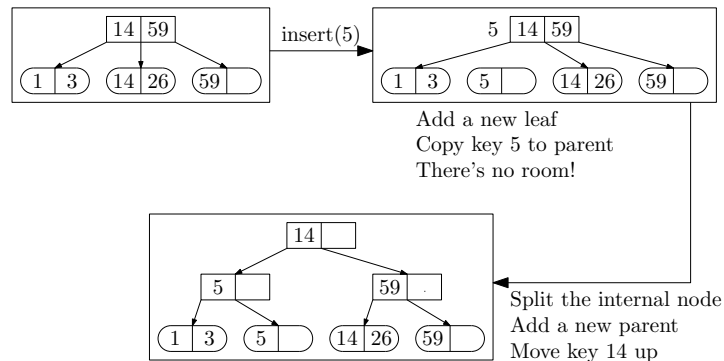 14 59
1 3 14 26 59
insert(5)
5 14 59
1 3 5 14 26 59
Add a new leaf
Copy key 5 to parent
There's no room!
14
5 59
1 3 5 14 26 59
Split the internal node
Add a new parent
Move key 14 up